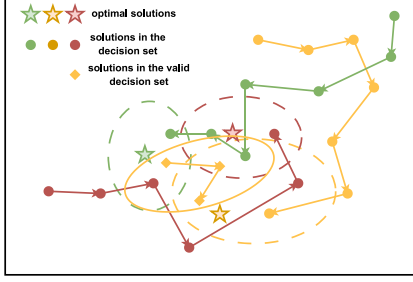 optimal solutions
solutions in the
decision set
solutions in the valid
decision set